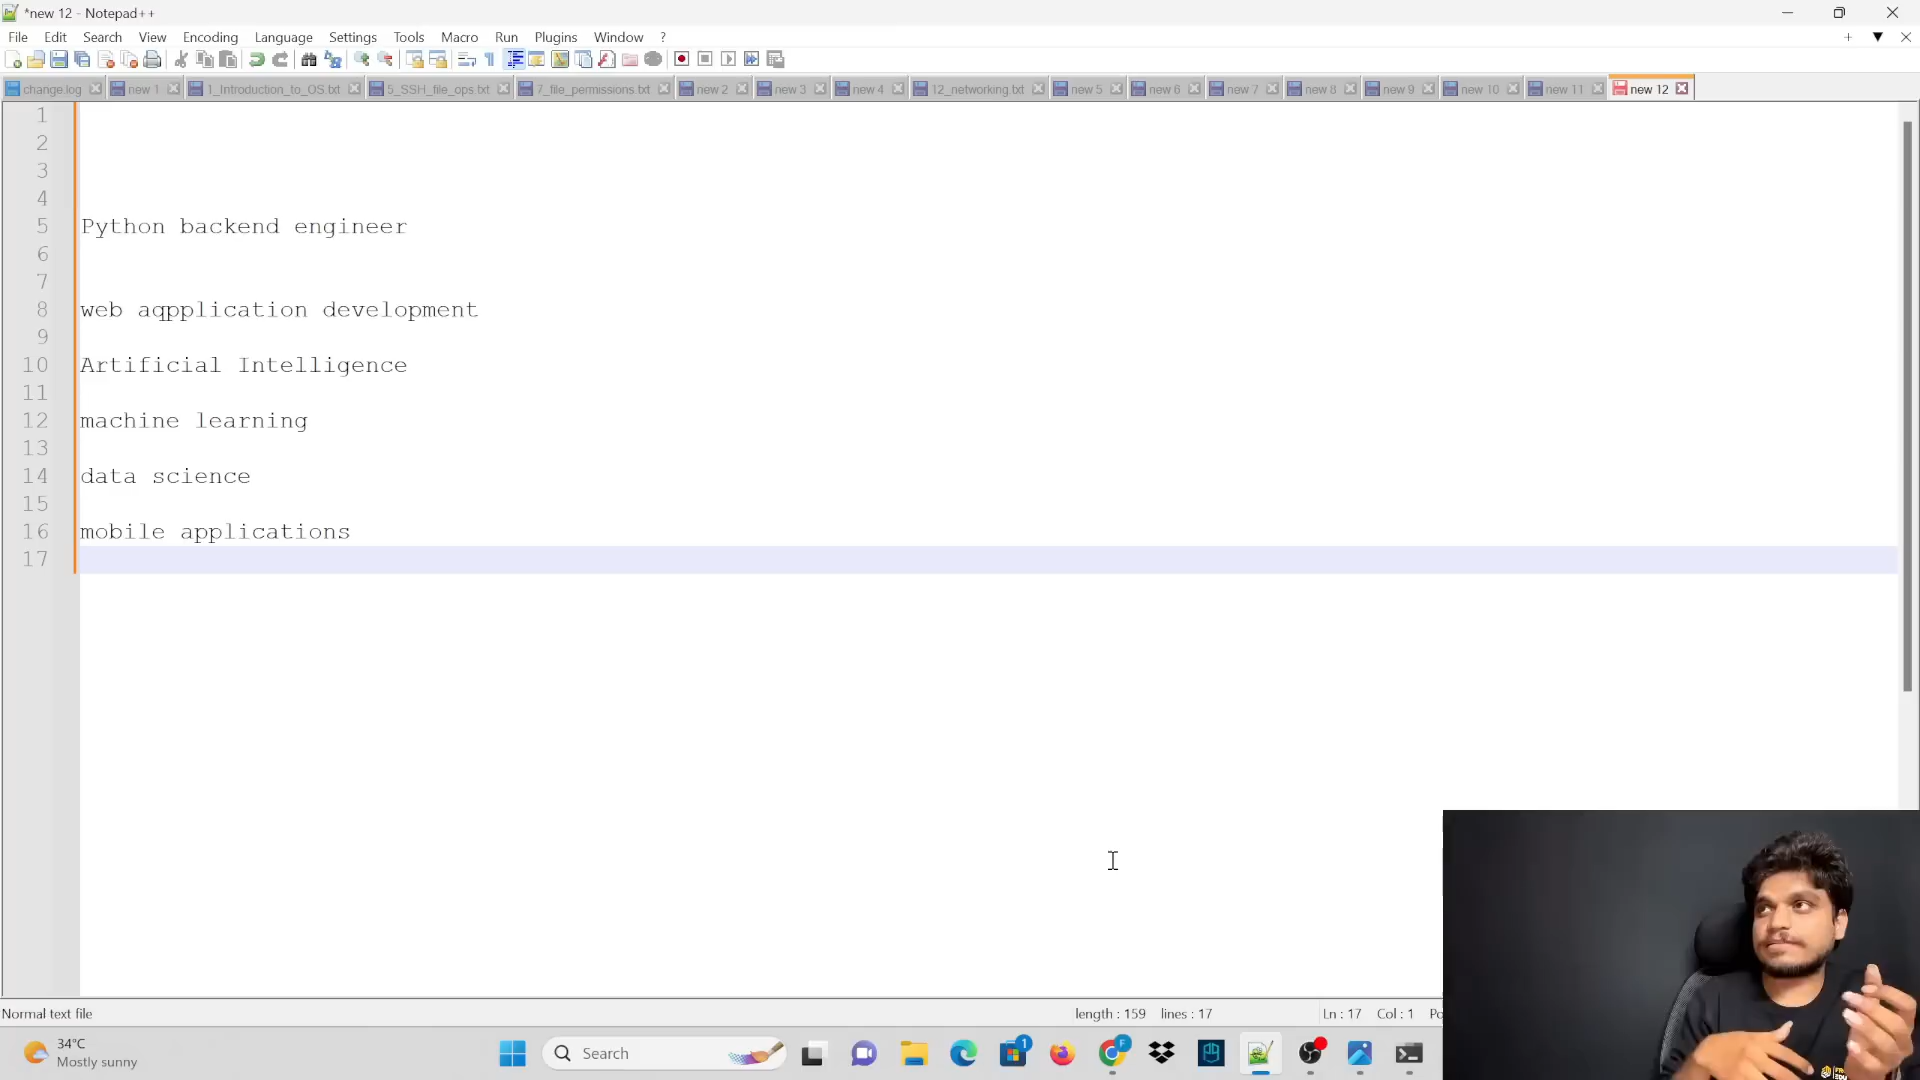 *new 12 - Notepad++
File Edit Search View Encoding Language Settings Tools Macro Run Plugins Window ?
change.log new 1 1_Introduction_to_OS.txt 5_SSH_file_ops.txt 7_file_permissions.txt new 2 new 3 new 4 12_networking.txt new 5 new 6 new 7 new 8 new 9 new 10 new 11 new 12
1
2
3
4
5 Python backend engineer
6
7
8 web aqpplication development
9
10 Artificial Intelligence
11
12 machine learning
13
14 data science
15
16 mobile applications
17
Normal text file length : 159 lines : 17 Ln : 17 Col : 1
34°C
Mostly sunny
Search
1
F